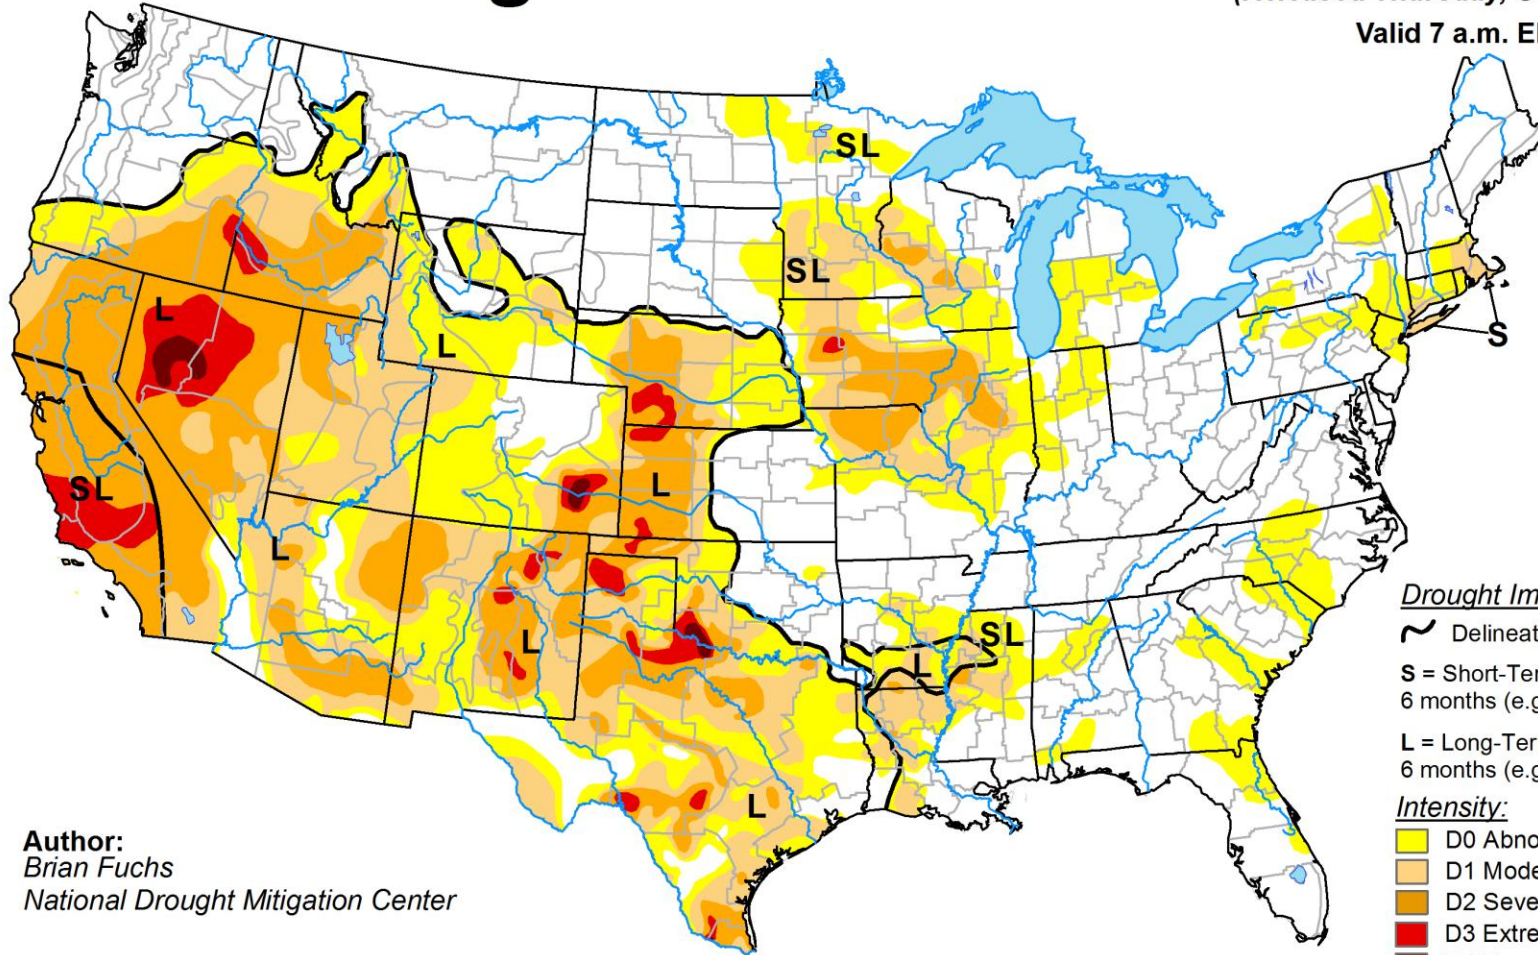 Valid 7 a.m.
SL
SL
L
L
S
SL
L
L
SL
L
L
L
Drought
Delineat
S = Short-Ter
6 months (e.g
L = Long-Ter
6 months (e.g
Intensity:
D0 Abno
D1 Mode
D2 Seve
D3 Extre
Author:
Brian Fuchs
National Drought Mitigation Center